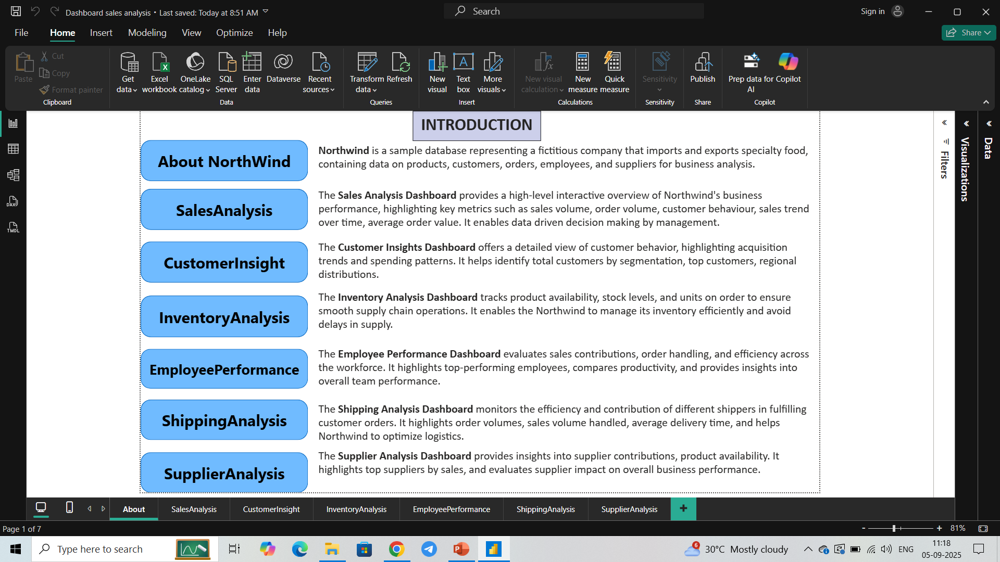 Dashboard sales analysis • Last saved: Today at 8:51 AM
Search
Sign in
File Home Insert Modeling View Optimize Help
Share
Paste
Cut
Copy
Format painter
Clipboard
Get data
Excel workbook
OneLake catalog
SQL Server
Enter data
Dataverse
Recent sources
Data
Transform data
Refresh
Queries
New visual
Text box
More visuals
Insert
New visual calculation
New measure
Quick measure
Calculations
Sensitivity
Sensitivity
Publish
Share
Prep data for AI
Copilot
Copilot
DAX
TMDL
INTRODUCTION
About NorthWind
Northwind is a sample database representing a fictitious company that imports and exports specialty food,
containing data on products, customers, orders, employees, and suppliers for business analysis.
SalesAnalysis
The Sales Analysis Dashboard provides a high-level interactive overview of Northwind's business
performance, highlighting key metrics such as sales volume, order volume, customer behaviour, sales trend
over time, average order value. It enables data driven decision making by management.
CustomerInsight
The Customer Insights Dashboard offers a detailed view of customer behavior, highlighting acquisition
trends and spending patterns. It helps identify total customers by segmentation, top customers, regional
distributions.
InventoryAnalysis
The Inventory Analysis Dashboard tracks product availability, stock levels, and units on order to ensure
smooth supply chain operations. It enables the Northwind to manage its inventory efficiently and avoid
delays in supply.
EmployeePerformance
The Employee Performance Dashboard evaluates sales contributions, order handling, and efficiency across
the workforce. It highlights top-performing employees, compares productivity, and provides insights into
overall team performance.
ShippingAnalysis
The Shipping Analysis Dashboard monitors the efficiency and contribution of different shippers in fulfilling
customer orders. It highlights order volumes, sales volume handled, average delivery time, and helps
Northwind to optimize logistics.
SupplierAnalysis
The Supplier Analysis Dashboard provides insights into supplier contributions, product availability. It
highlights top suppliers by sales, and evaluates supplier impact on overall business performance.
Filters
Visualizations
Data
About SalesAnalysis CustomerInsight InventoryAnalysis EmployeePerformance ShippingAnalysis SupplierAnalysis
Page 1 of 7
81%
Type here to search
6
30°C Mostly cloudy
ENG
11:18
05-09-2025